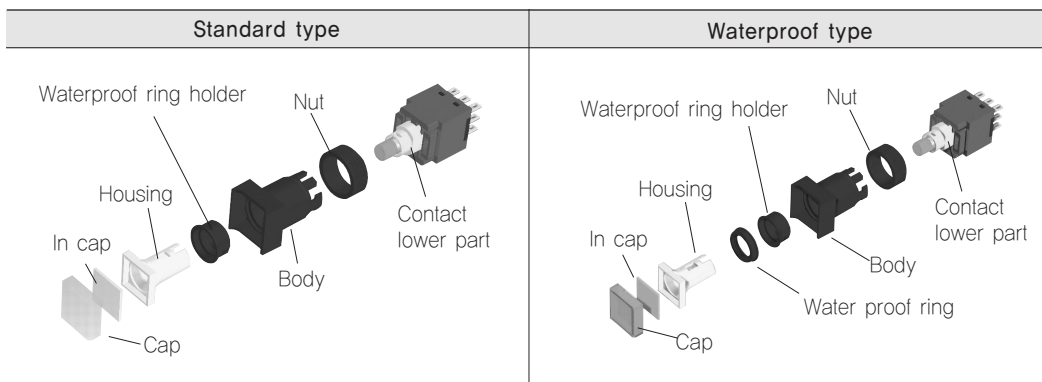 Standard type
Waterproof type
Waterproof ring holder
Nut
Housing
In cap
Contact
lower part
Body
Cap
Waterproof ring holder
Nut
Housing
In cap
Contact
lower part
Body
Water proof ring
Cap